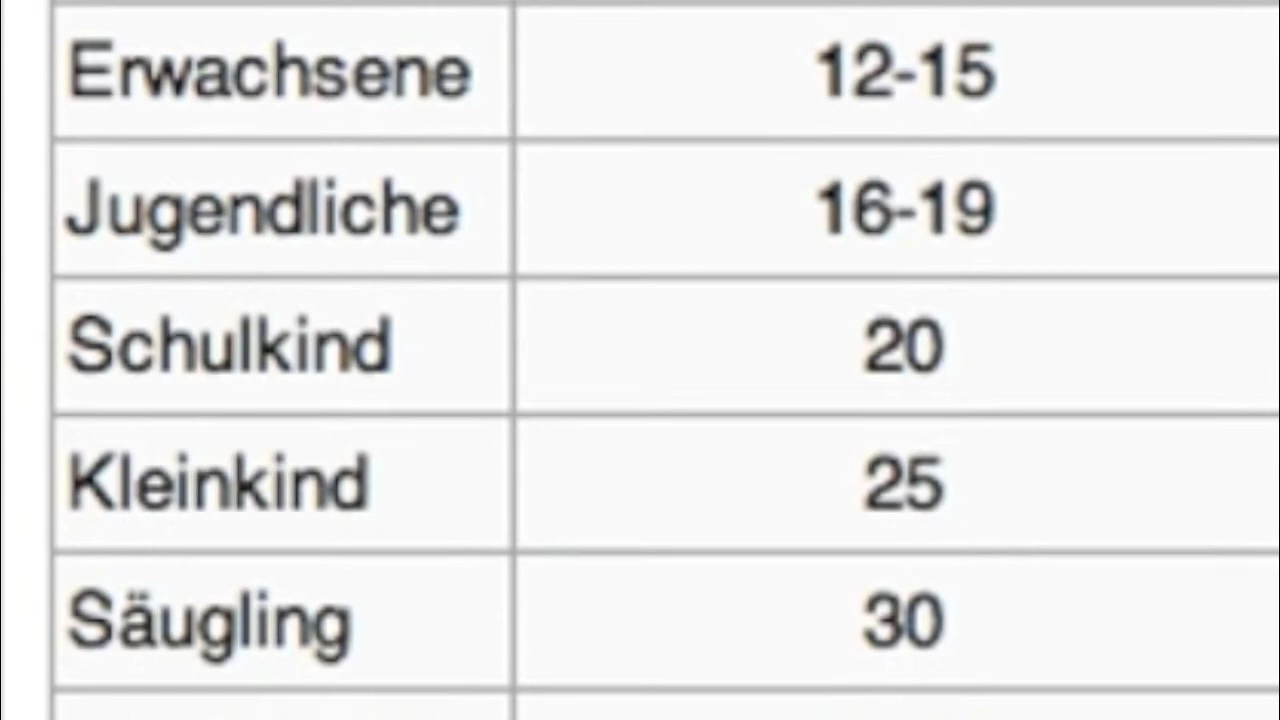 Erwachsene 12-15
Jugendliche 16-19
Schulkind 20
Kleinkind 25
Säugling 30